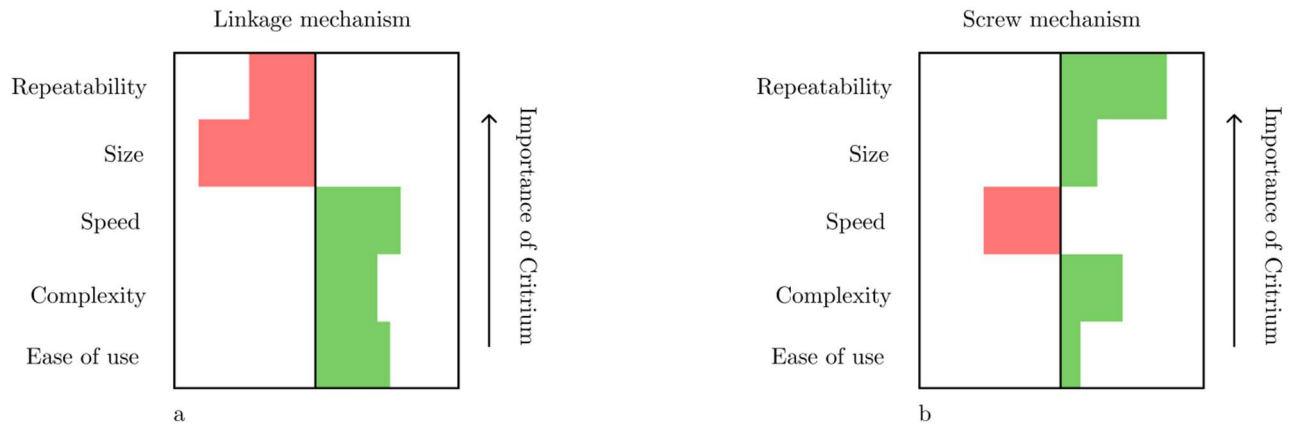 Linkage mechanism
Repeatability
Size
Speed
Complexity
Ease of use
Importance of Critrium
a
Screw mechanism
Repeatability
Size
Speed
Complexity
Ease of use
Importance of Critrium
b